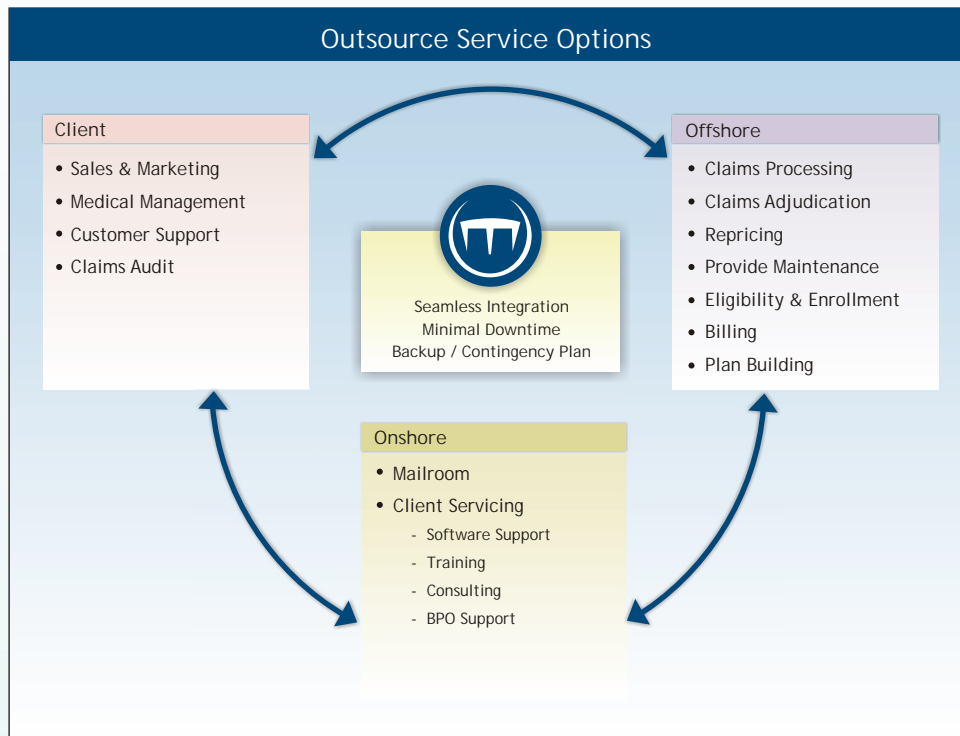 Outsource Service Options
Client
• Sales & Marketing
• Medical Management
• Customer Support
• Claims Audit
Offshore
• Claims Processing
• Claims Adjudication
• Repricing
• Provide Maintenance
• Eligibility & Enrollment
• Billing
• Plan Building
Seamless Integration
Minimal Downtime
Backup / Contingency Plan
Onshore
• Mailroom
• Client Servicing
- Software Support
- Training
- Consulting
- BPO Support